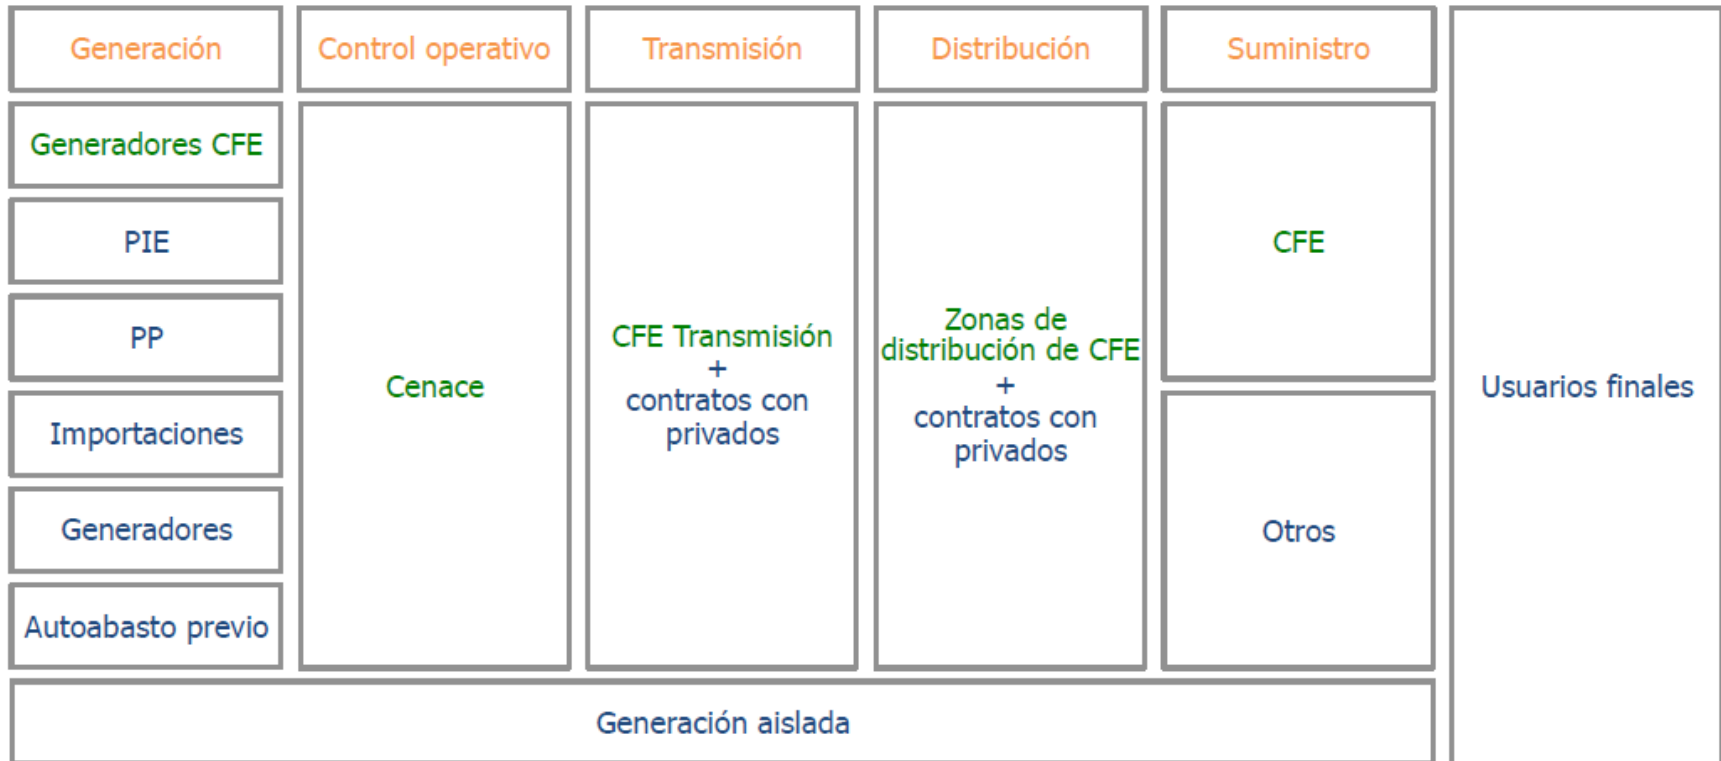 Generación
Control operativo
Transmisión
Distribución
Suministro
Generadores CFE
PIE
PP
Importaciones
Generadores
Autoabasto previo
Cenace
CFE Transmisión
+
contratos con
privados
Zonas de
distribución de CFE
+
contratos con
privados
CFE
Otros
Usuarios finales
Generación aislada